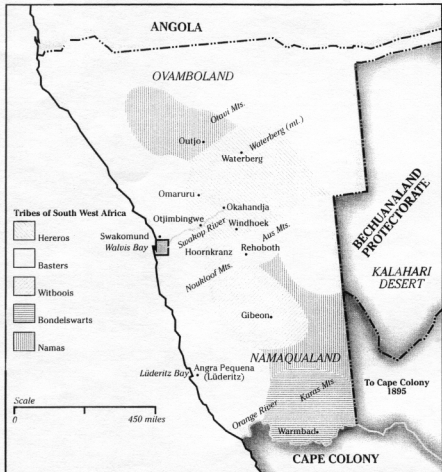 ANGOLA
OVAMBOLAND
Otavi Mts.
Outjo
Waterberg (mt.)
Waterberg
Omaruru
Okahandja
Tribes of South West Africa
Otjimbingwe
Windhoek
Swakomund
Swakop River
Aus Mts.
Walvis Bay
Hoornkranz
Rehoboth
Hereros
Basters
Witboois
Bondelswarts
Namas
BECHUANALAND
PROTECTORATE
KALAHARI
DESERT
Gibeon
NAMAQUALAND
Lüderitz Bay
Angra Pequena
(Lüderitz)
Karas Mts.
To Cape Colony
1895
Scale
0
450 miles
Orange River
Warmbad
CAPE COLONY